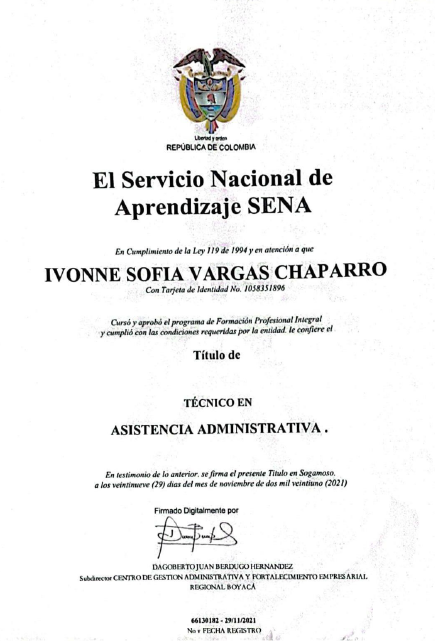 Libertad y orden
REPÚBLICA DE COLOMBIA
El Servicio Nacional de
Aprendizaje SENA
En Cumplimiento de la Ley 119 de 1994 y en atención a que
IVONNE SOFIA VARGAS CHAPARRO
Con Tarjeta de Identidad No. 1058351896
Cursó y aprobó el programa de Formación Profesional Integral
y cumplió con las condiciones requeridas por la entidad, le confiere el
Título de
TÉCNICO EN
ASISTENCIA ADMINISTRATIVA .
En testimonio de lo anterior, se firma el presente Título en Sogamoso,
a los veintinueve (29) días del mes de noviembre de dos mil veintiuno (2021)
Firmado Digitalmente por
DAGOBERTO JUAN BERDUGO HERNANDEZ
Subdirector CENTRO DE GESTION ADMINISTRATIVA Y FORTALECIMIENTO EMPRESARIAL
REGIONAL BOYACÁ
66130182 - 29/11/2021
No y FECHA REGISTRO